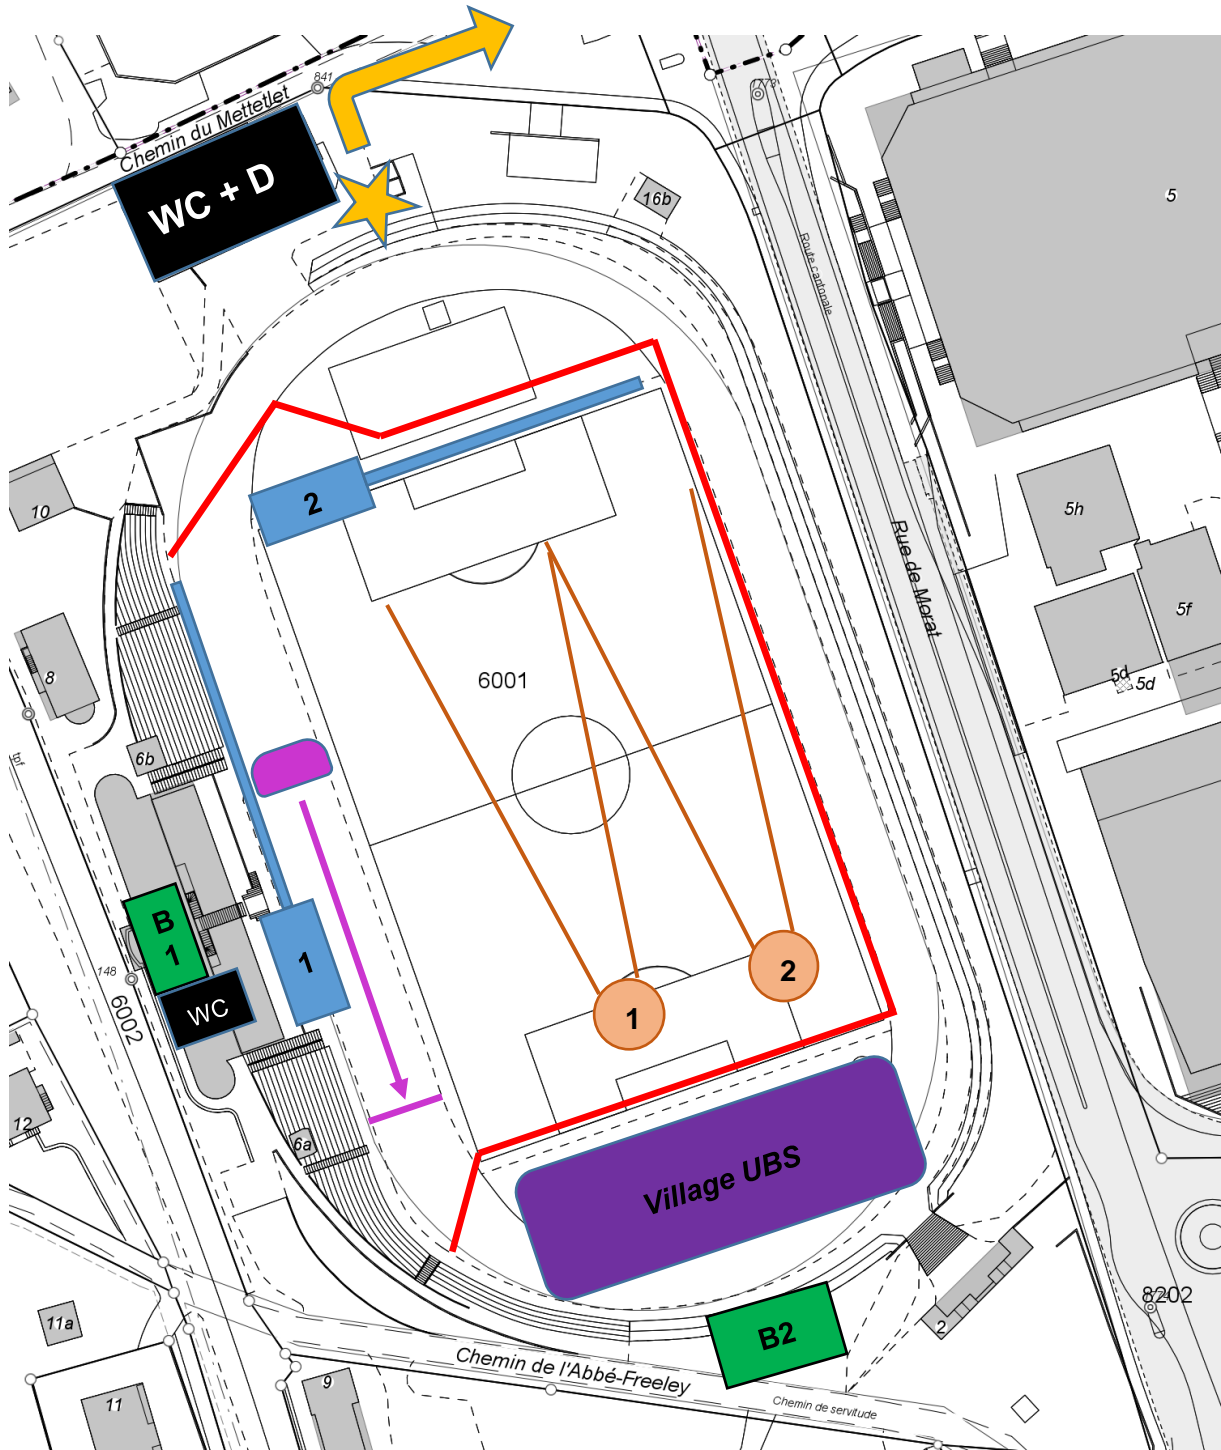 841
Chemin du Mettetlet
WC + D
773
16b
5
Route cantonale
2
10
5h
Rue de Morat
5f
8
6001
5d
5d
6b
tpf
B
1
1
2
148
WC
1
6002
12
6a
Village UBS
8202
11a
2
B2
Chemin de l'Abbé-Freeley
9
11
Chemin de servitude